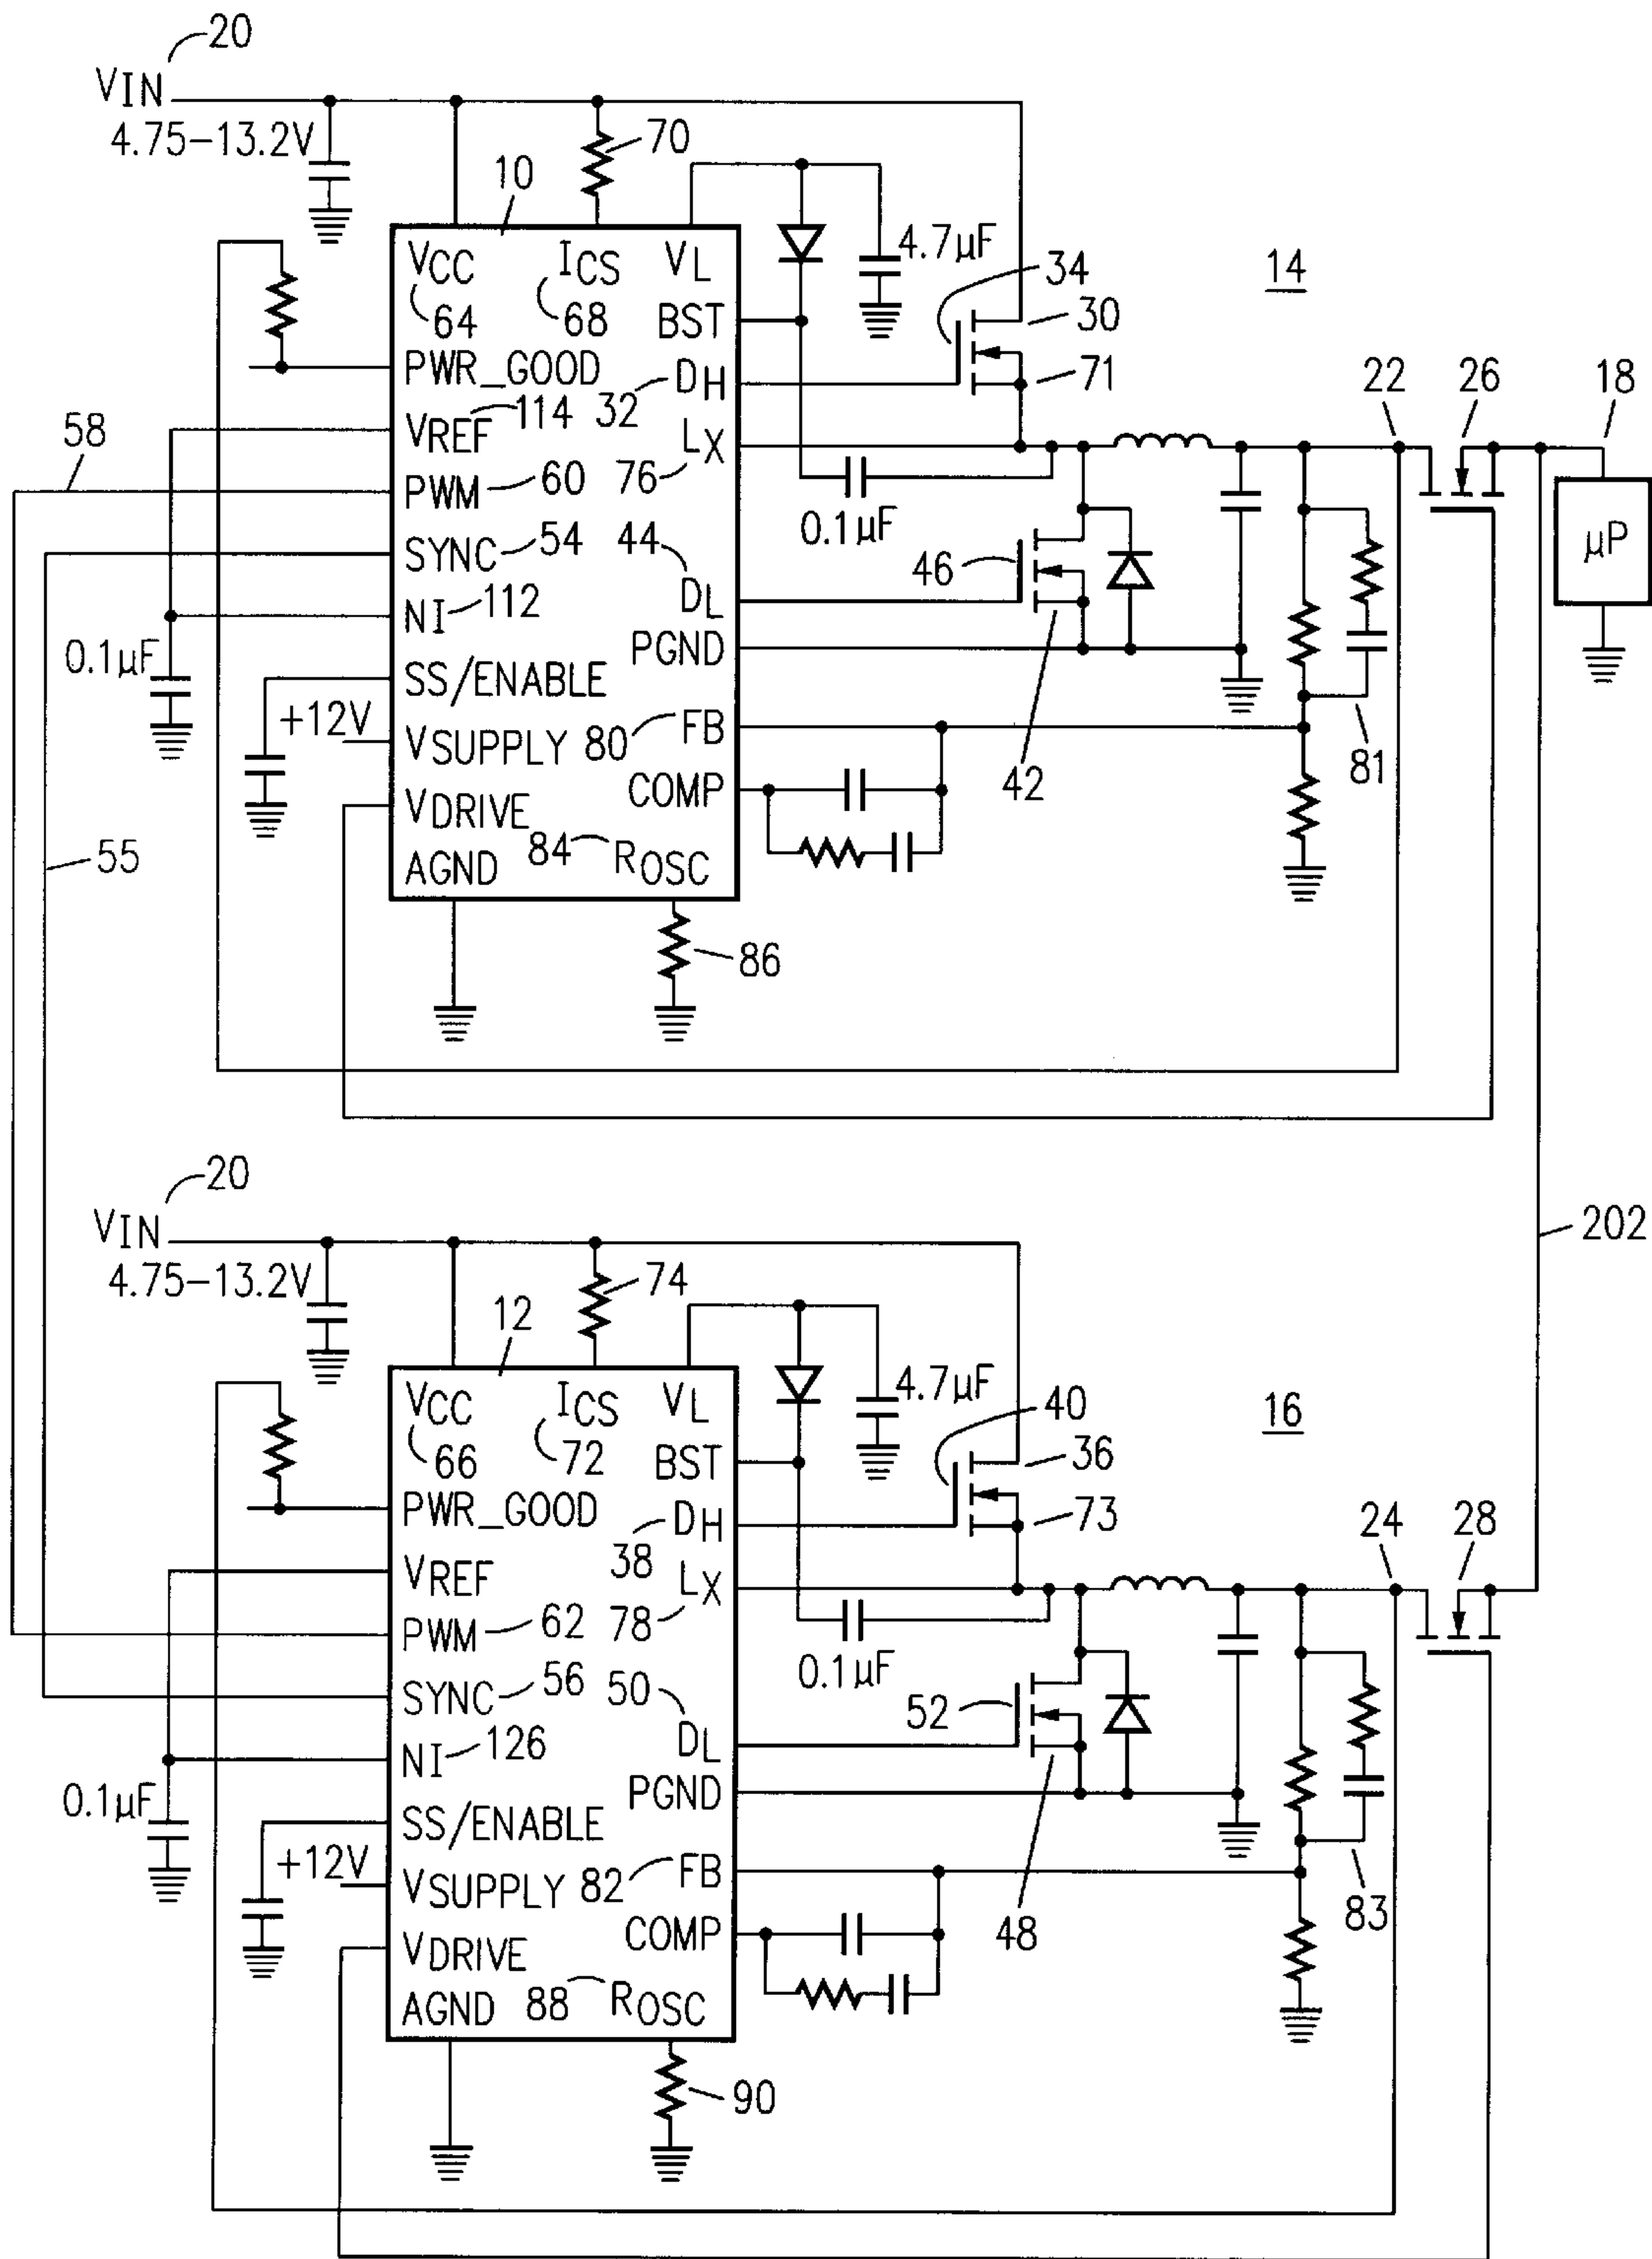 20
VIN
4.75-13.2V
70
10
VCC
ICS
VL
4.7µF
34
14
64
68
BST
30
PWR_GOOD
32
DH
71
22
26
18
58
VREF
114
LX
PWM
60
76
0.1µF
µP
SYNC
54
44
46
NI
112
DL
0.1µF
PGND
SS/ENABLE
+12V
VSUPPLY
80
FB
42
81
COMP
VDRIVE
55
84
ROSC
AGND
86
20
VIN
202
4.75-13.2V
74
12
VCC
ICS
VL
4.7µF
40
16
66
72
BST
36
PWR_GOOD
38
DH
73
24
28
VREF
LX
PWM
62
78
0.1µF
SYNC
56
50
52
NI
126
DL
0.1µF
PGND
SS/ENABLE
+12V
VSUPPLY
82
FB
48
83
COMP
VDRIVE
88
ROSC
AGND
90